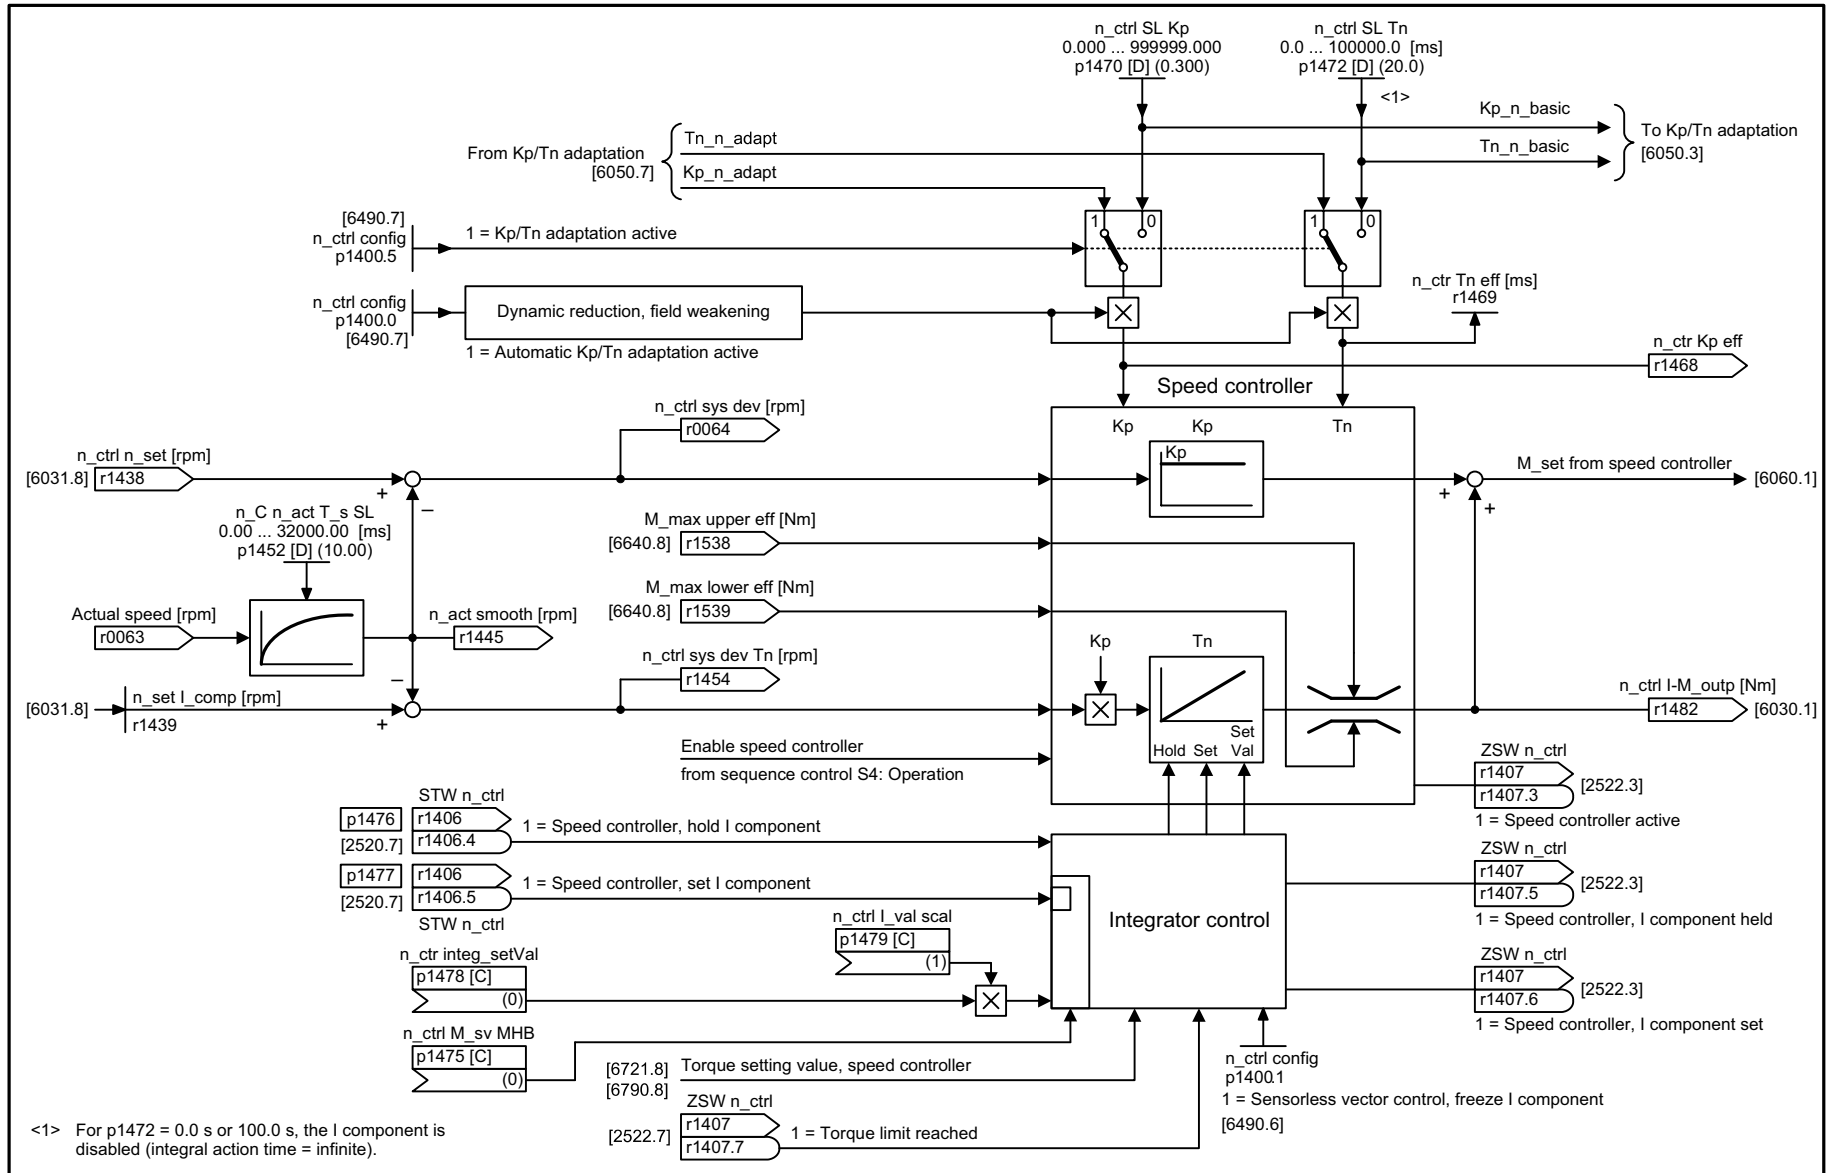 n_ctrl SL Kp
0.000 ... 999999.000
p1470 [D] (0.300)
n_ctrl SL Tn
0.0 ... 100000.0 [ms]
p1472 [D] (20.0)
<1>
Kp_n_basic
Tn_n_basic
To Kp/Tn adaptation
[6050.3]
From Kp/Tn adaptation
[6050.7]
Tn_n_adapt
Kp_n_adapt
[6490.7]
n_ctrl config
p1400.5
1 = Kp/Tn adaptation active
1
0
1
0
n_ctrl config
p1400.0
[6490.7]
Dynamic reduction, field weakening
1 = Automatic Kp/Tn adaptation active
n_ctr Tn eff [ms]
r1469
n_ctr Kp eff
r1468
Speed controller
n_ctrl sys dev [rpm]
r0064
Kp
Kp
Tn
Kp
n_ctrl n_set [rpm]
[6031.8]
r1438
+
–
M_set from speed controller
[6060.1]
+
+
n_C n_act T_s SL
0.00 ... 32000.00 [ms]
p1452 [D] (10.00)
M_max upper eff [Nm]
[6640.8]
r1538
M_max lower eff [Nm]
[6640.8]
r1539
Actual speed [rpm]
r0063
n_act smooth [rpm]
r1445
n_ctrl sys dev Tn [rpm]
r1454
Kp
Tn
–
[6031.8]
n_set I_comp [rpm]
r1439
+
n_ctrl I-M_outp [Nm]
r1482
[6030.1]
Hold
Set
Set
Val
Enable speed controller
from sequence control S4: Operation
ZSW n_ctrl
r1407
r1407.3
[2522.3]
1 = Speed controller active
STW n_ctrl
p1476
[2520.7]
r1406
r1406.4
1 = Speed controller, hold I component
p1477
[2520.7]
r1406
r1406.5
STW n_ctrl
1 = Speed controller, set I component
ZSW n_ctrl
r1407
r1407.5
[2522.3]
1 = Speed controller, I component held
Integrator control
n_ctrl I_val scal
p1479 [C]
(1)
n_ctr integ_setVal
p1478 [C]
(0)
ZSW n_ctrl
r1407
r1407.6
[2522.3]
1 = Speed controller, I component set
n_ctrl M_sv MHB
p1475 [C]
(0)
[6721.8]
[6790.8]
Torque setting value, speed controller
n_ctrl config
p1400.1
1 = Sensorless vector control, freeze I component
[6490.6]
ZSW n_ctrl
[2522.7]
r1407
r1407.7
1 = Torque limit reached
<1> For p1472 = 0.0 s or 100.0 s, the I component is
disabled (integral action time = infinite).